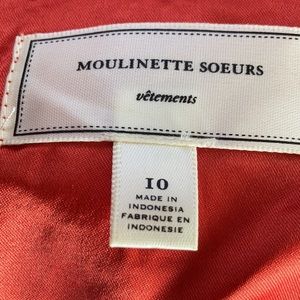 MOULINETTE SOEURS
vêtements
10
MADE IN
INDONESIA
FABRIQUE EN
INDONESIE